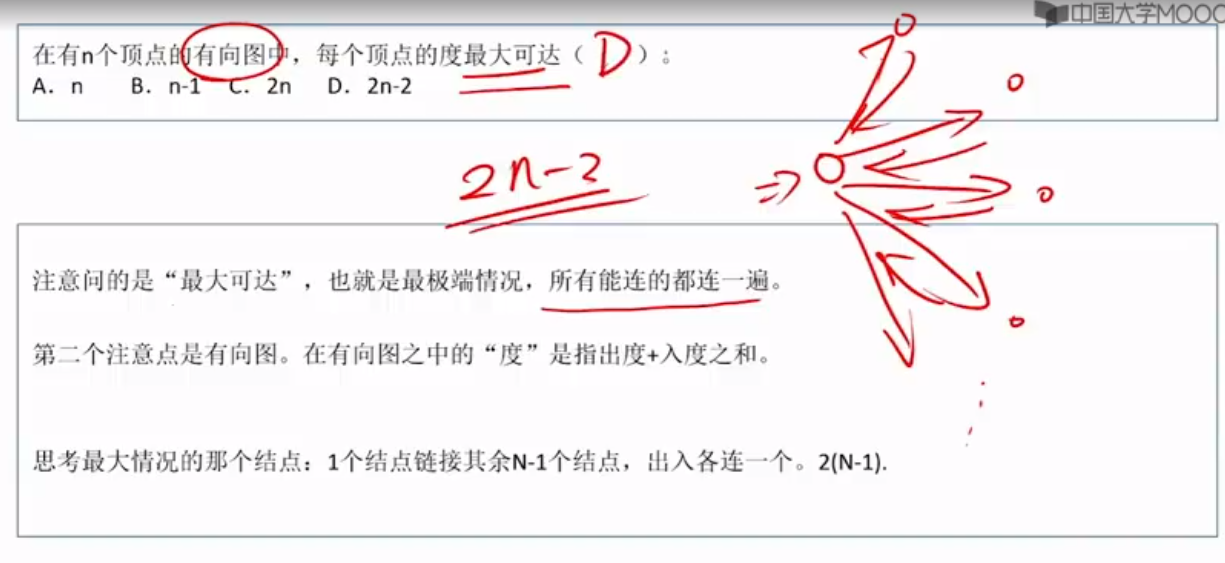 中国大学MOOC
在有n个顶点的有向图中，每个顶点的度最大可达（ D ）；
A. n B. n-1 C. 2n D. 2n-2
2n-2
注意问的是“最大可达”，也就是最极端情况，所有能连的都连一遍。
第二个注意点是有向图。在有向图之中的“度”是指出度+入度之和。
思考最大情况的那个结点：1个结点链接其余N-1个结点，出入各连一个。2(N-1).